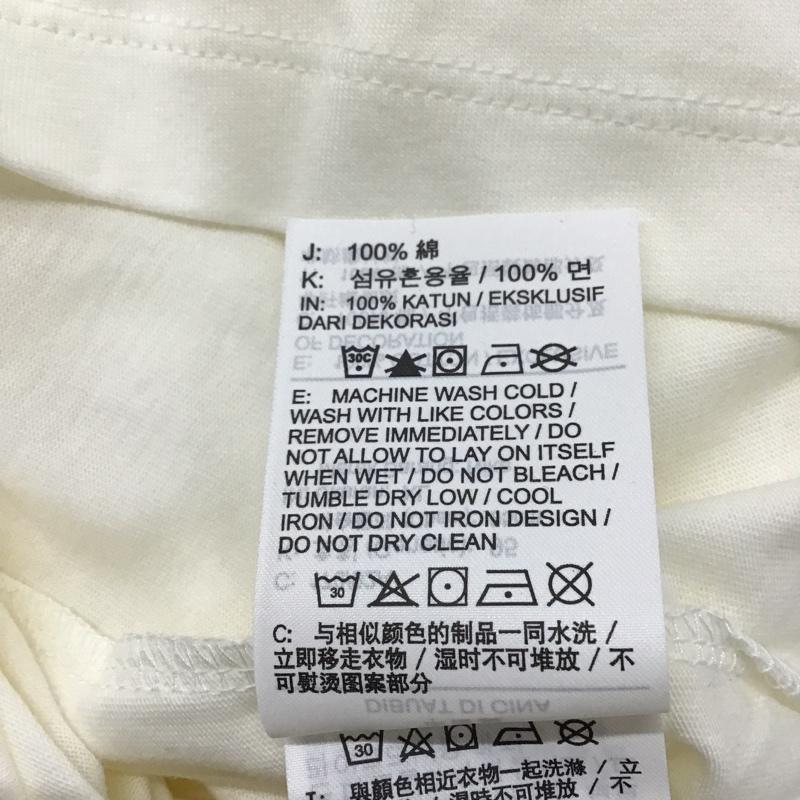 J: 100% 綿
K: 섬유혼용율 / 100% 면
IN: 100% KATUN / EKSKLUSIF
DARI DEKORASI
30C
E: MACHINE WASH COLD /
WASH WITH LIKE COLORS /
REMOVE IMMEDIATELY / DO
NOT ALLOW TO LAY ON ITSELF
WHEN WET / DO NOT BLEACH /
TUMBLE DRY LOW / COOL
IRON / DO NOT IRON DESIGN /
DO NOT DRY CLEAN
30
C: 与相似颜色的制品一同水洗 /
立即移走衣物 / 湿时不可堆放 / 不
可熨烫图案部分
DIBUAT DI CINA
30
與顏色相近衣物一起洗滌 / 立
T: